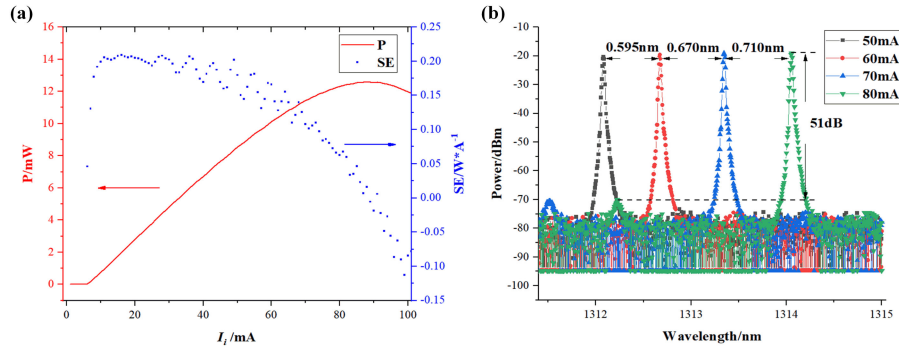 (a)
P/mW
16
14
12
10
8
6
4
2
0
0
20
40
60
80
100
I_i/mA
0.25
0.20
0.15
0.10
0.05
0.00
-0.05
-0.10
-0.15
SE/W*A^-1
P
SE
(b)
Power/dBm
-10
-20
-30
-40
-50
-60
-70
-80
-90
-100
1312
1313
1314
1315
Wavelength/nm
0.595nm 0.670nm 0.710nm
51dB
50mA
60mA
70mA
80mA